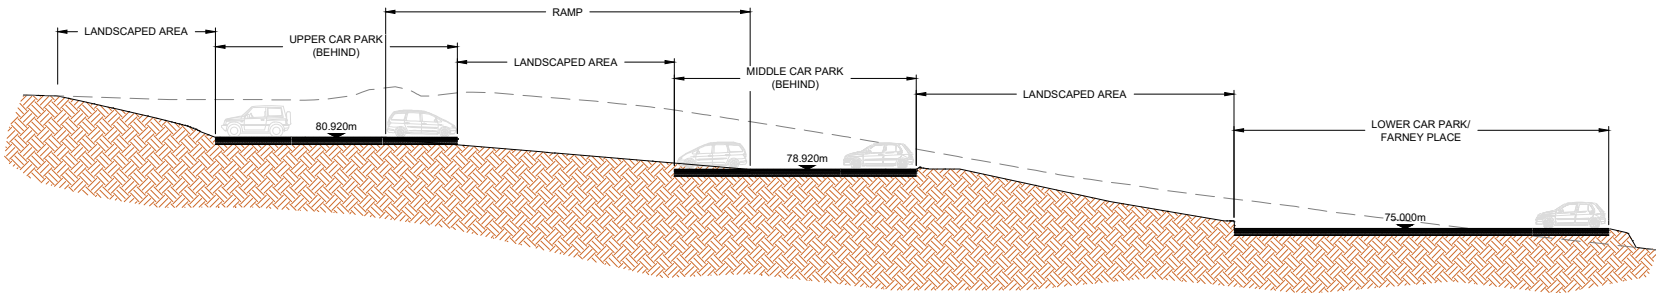 RAMP
LANDSCAPED AREA
UPPER CAR PARK
(BEHIND)
LANDSCAPED AREA
MIDDLE CAR PARK
(BEHIND)
LANDSCAPED AREA
LOWER CAR PARK/
FARNEY PLACE
80.920m
78.920m
75.000m